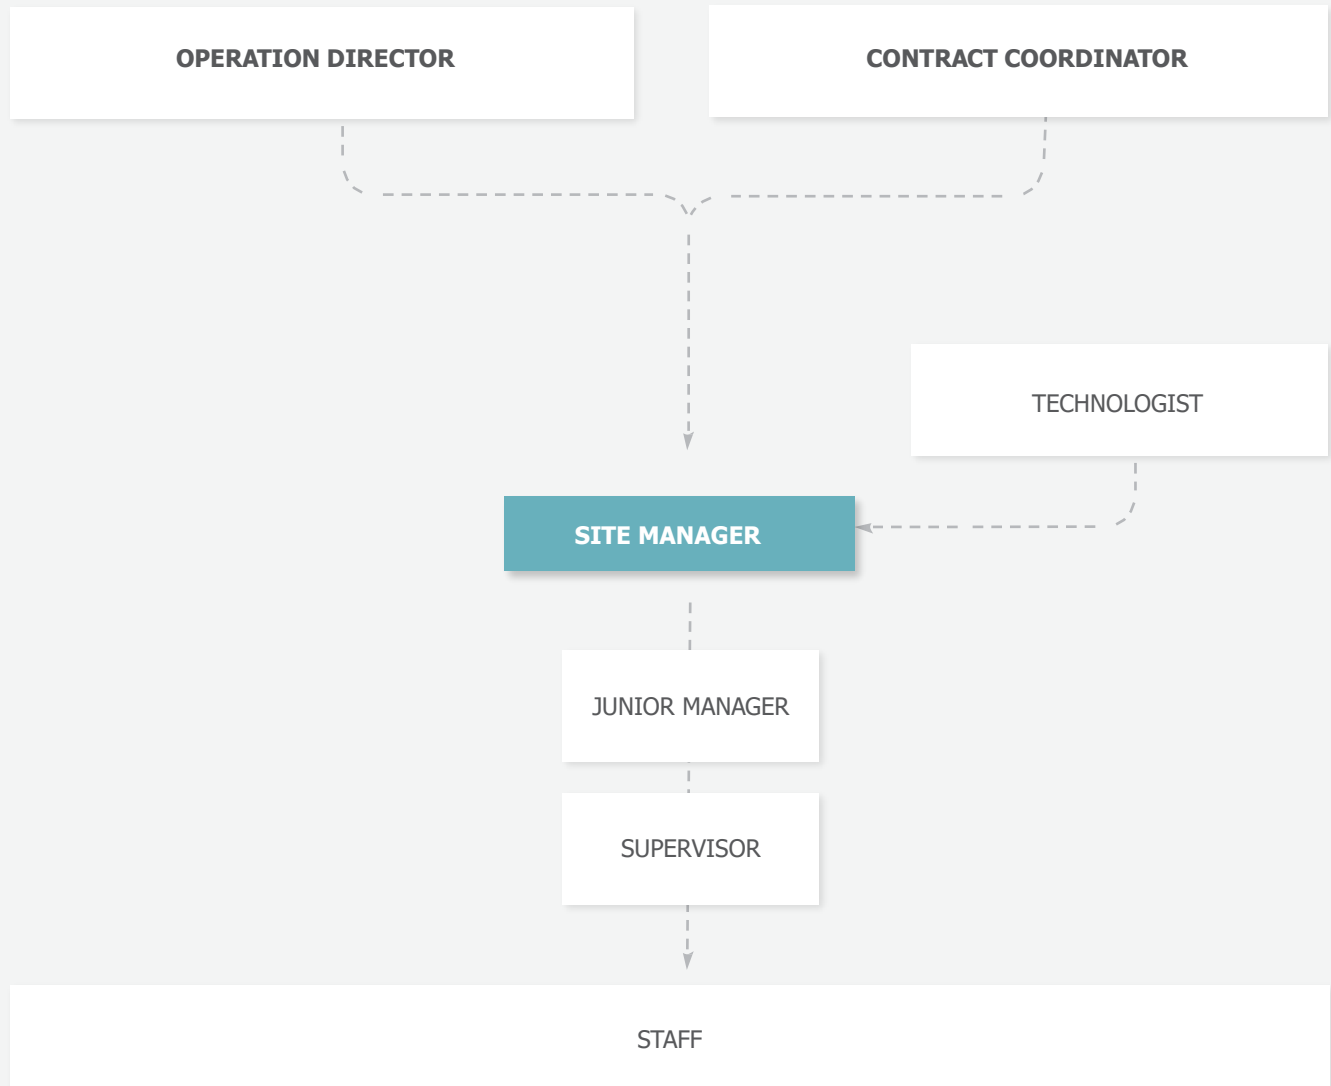 OPERATION DIRECTOR
CONTRACT COORDINATOR
TECHNOLOGIST
SITE MANAGER
JUNIOR MANAGER
SUPERVISOR
STAFF